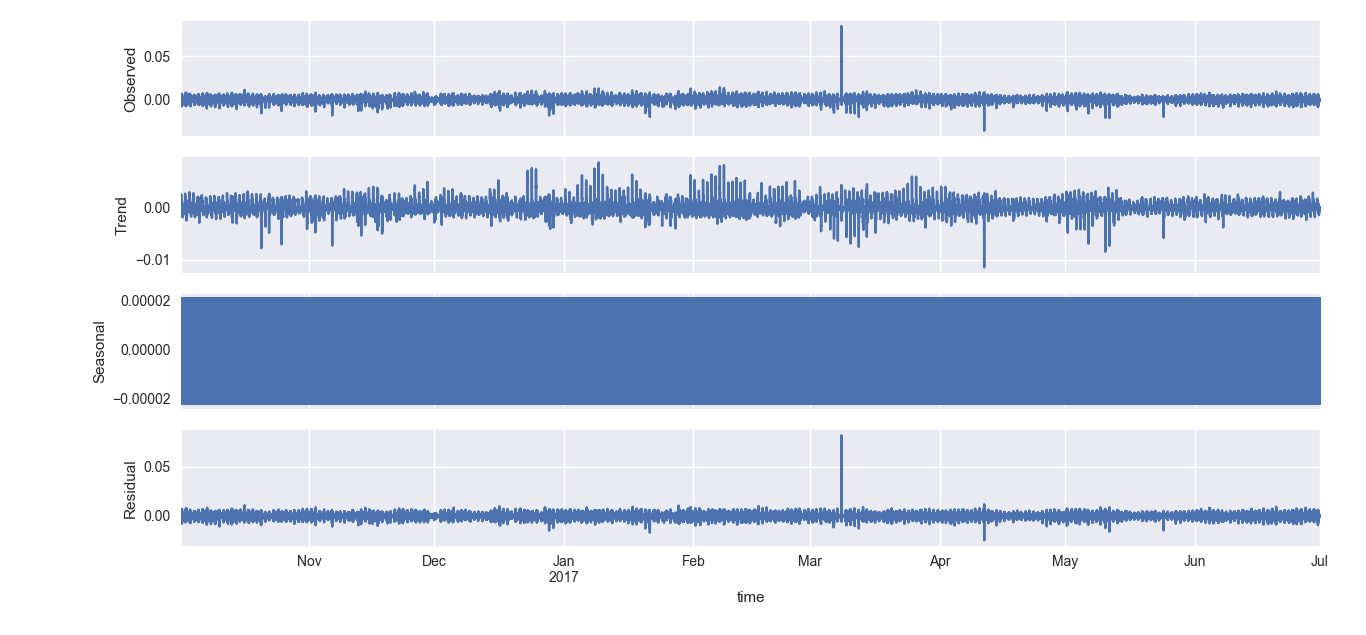 Observed
0.05
0.00
Trend
0.00
−0.01
Seasonal
0.00002
0.00000
−0.00002
Residual
0.05
0.00
Nov Dec Jan Feb Mar Apr May Jun Jul
2017
time